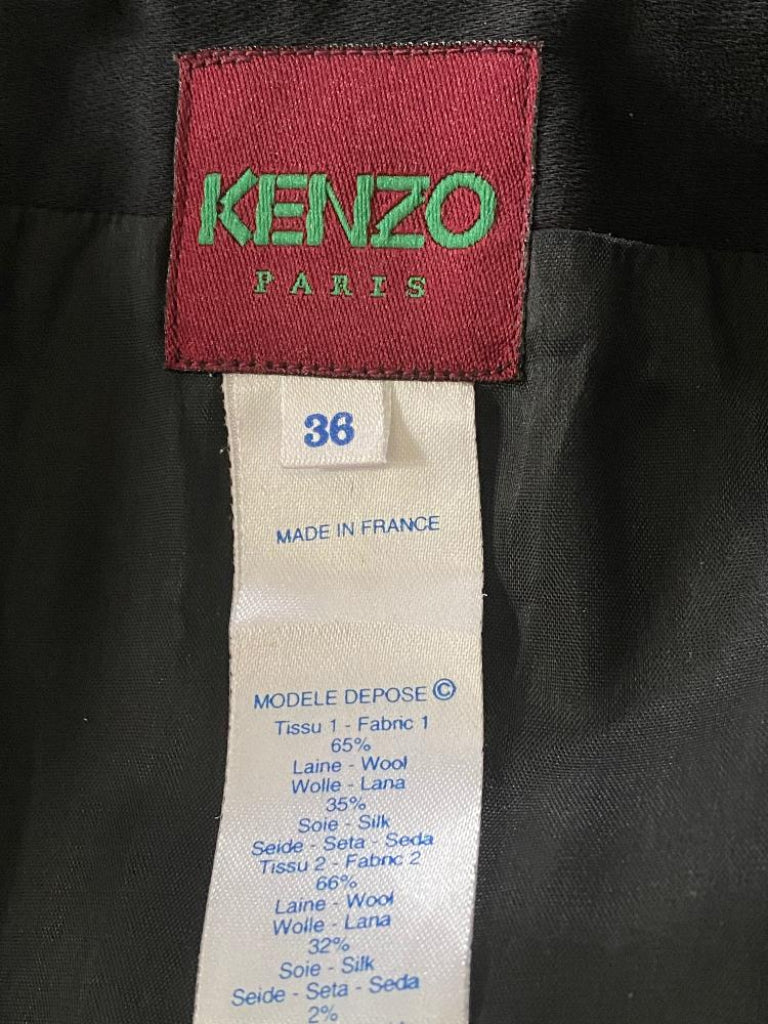 KENZO
PARIS
36
MADE IN FRANCE
MODELE DEPOSE ©
Tissu 1 - Fabric 1
65%
Laine - Wool
Wolle - Lana
35%
Soie - Silk
Seide - Seta - Seda
Tissu 2 - Fabric 2
66%
Laine - Wool
Wolle - Lana
32%
Soie - Silk
Seide - Seta - Seda
2%